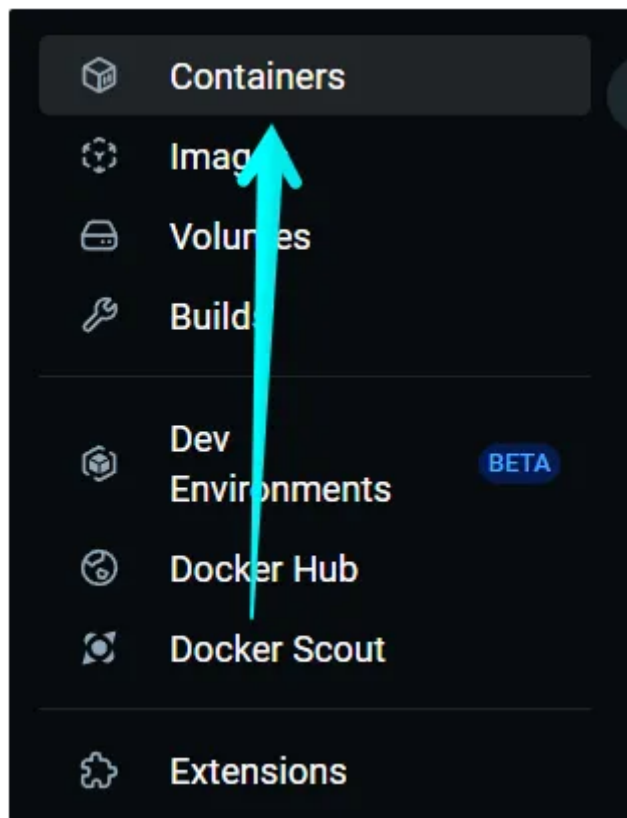 Containers
Images
Volumes
Builds
Dev
Environments
BETA
Docker Hub
Docker Scout
Extensions